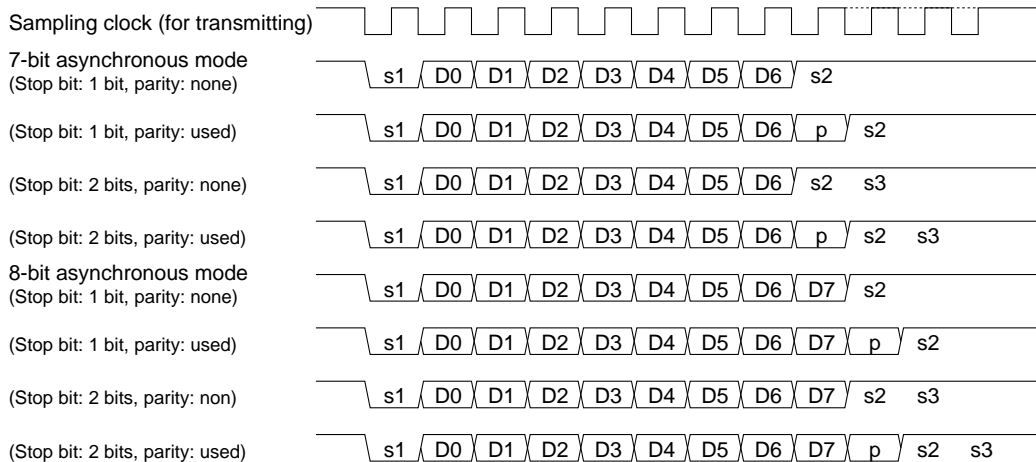 Sampling clock (for transmitting)
7-bit asynchronous mode
(Stop bit: 1 bit, parity: none) s1 D0 D1 D2 D3 D4 D5 D6 s2
(Stop bit: 1 bit, parity: used) s1 D0 D1 D2 D3 D4 D5 D6 p s2
(Stop bit: 2 bits, parity: none) s1 D0 D1 D2 D3 D4 D5 D6 s2 s3
(Stop bit: 2 bits, parity: used) s1 D0 D1 D2 D3 D4 D5 D6 p s2 s3
8-bit asynchronous mode
(Stop bit: 1 bit, parity: none) s1 D0 D1 D2 D3 D4 D5 D6 D7 s2
(Stop bit: 1 bit, parity: used) s1 D0 D1 D2 D3 D4 D5 D6 D7 p s2
(Stop bit: 2 bits, parity: non) s1 D0 D1 D2 D3 D4 D5 D6 D7 s2 s3
(Stop bit: 2 bits, parity: used) s1 D0 D1 D2 D3 D4 D5 D6 D7 p s2 s3